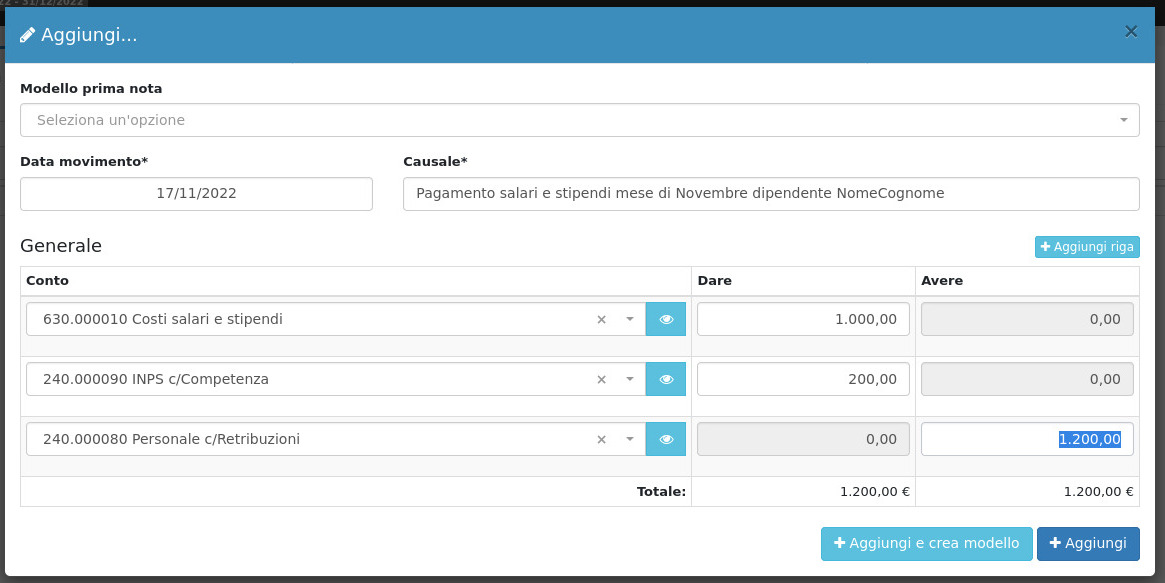 22 - 31/12/2022
Aggiungi...
×
Modello prima nota
Seleziona un'opzione
Data movimento* Causale*
17/11/2022 Pagamento salari e stipendi mese di Novembre dipendente NomeCognome
Generale + Aggiungi riga
Conto Dare Avere
630.000010 Costi salari e stipendi × 1.000,00 0,00
240.000090 INPS c/Competenza × 200,00 0,00
240.000080 Personale c/Retribuzioni × 0,00 1.200,00
Totale: 1.200,00 € 1.200,00 €
+ Aggiungi e crea modello + Aggiungi